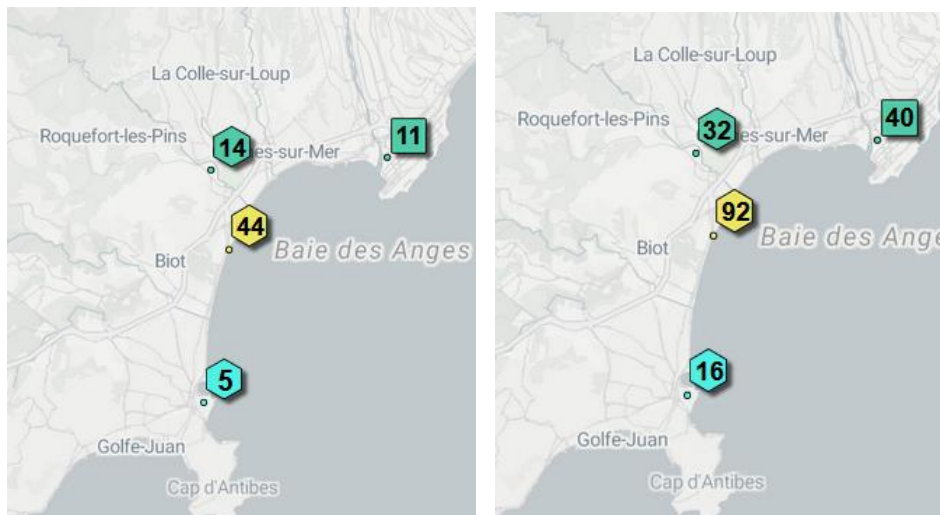 La Colle-sur-Loup
Roquefort-les-Pins
14
es-sur-Mer
11
44
Baie des Anges
Biot
5
Golfe-Juan
Cap d'Antibes
La Colle-sur-Loup
Roquefort-les-Pins
32
es-sur-Mer
40
92
Baie des Ange
Biot
16
Golfe-Juan
Cap d'Antibes